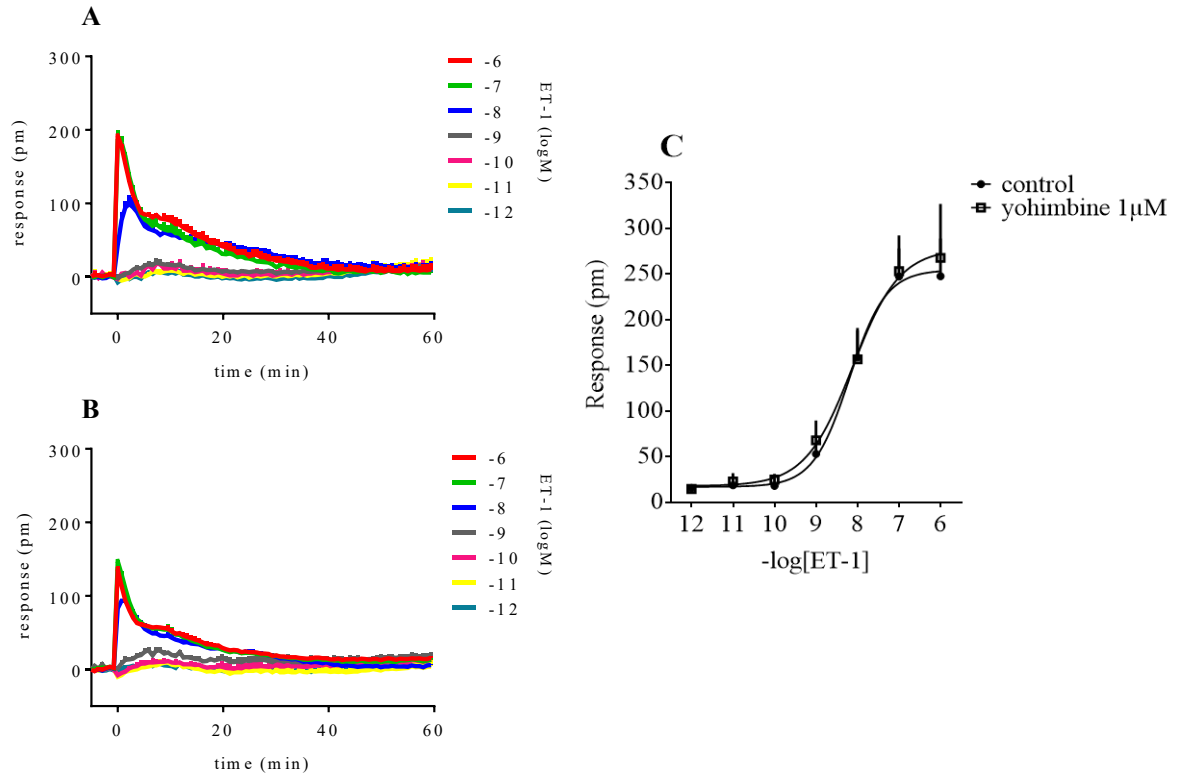 A
300
200
100
0
0
20
40
60
response (pm)
time (min)
-6
-7
-8
-9
-10
-11
-12
ET-1 (logM)
B
300
200
100
0
0
20
40
60
response (pm)
time (min)
-6
-7
-8
-9
-10
-11
-12
ET-1 (logM)
C
350
300
250
200
150
100
50
0
12 11 10 9 8 7 6
Response (pm)
-log[ET-1]
control
yohimbine 1µM